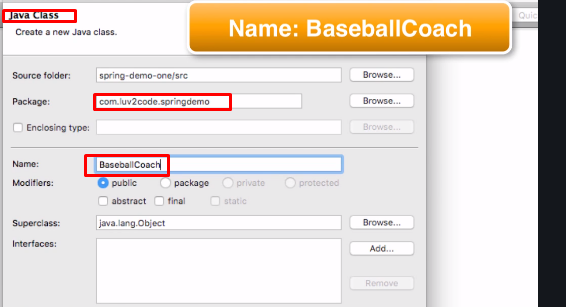 Java Class
Quic
Create a new Java class.
Name: BaseballCoach
Source folder: spring-demo-one/src Browse...
Package: com.luv2code.springdemo Browse...
Enclosing type: Browse...
Name: BaseballCoach
Modifiers: public package private protected
abstract final static
Superclass: java.lang.Object Browse...
Interfaces: Add...
Remove